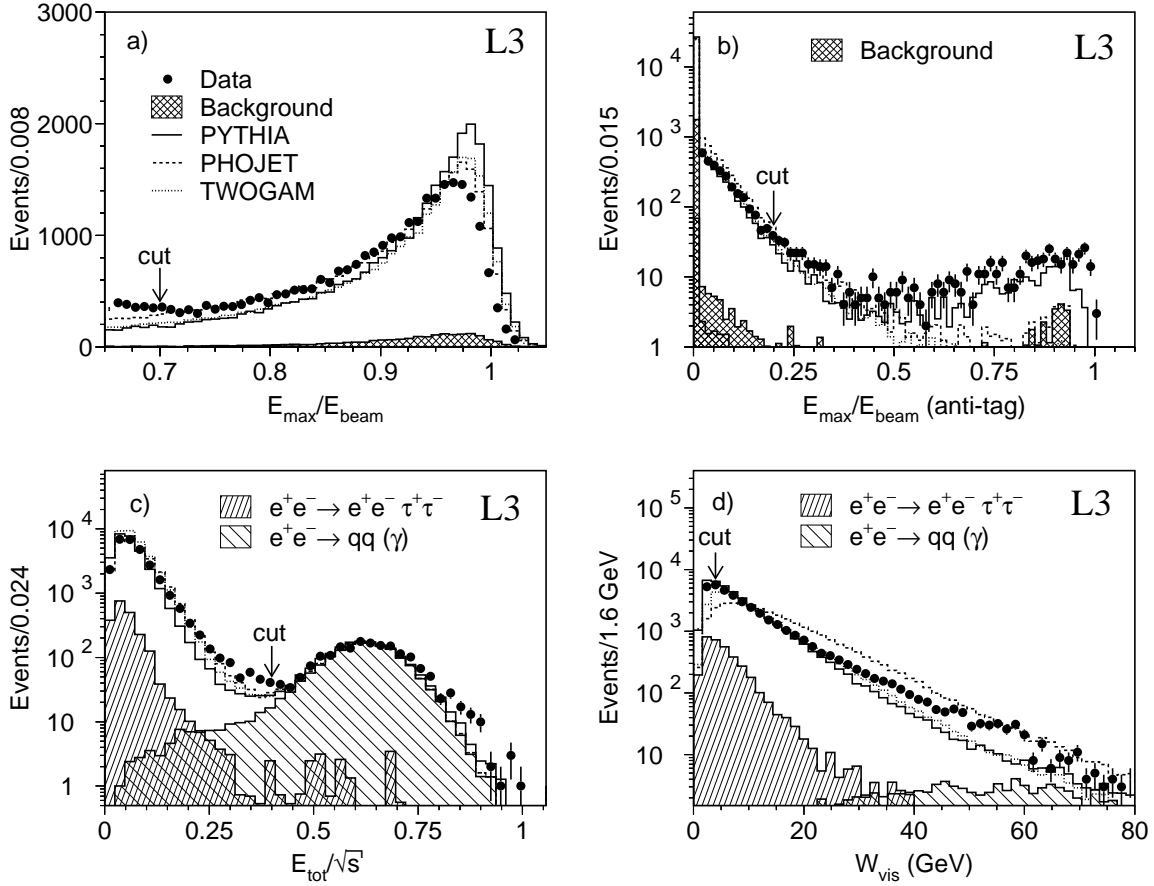 a)
L3
Data
Background
PYTHIA
PHOJET
TWOGAM
cut
3000
2000
1000
0
0.7
0.8
0.9
1
Events/0.008
E_max/E_beam
b)
L3
Background
cut
10^4
10^3
10^2
10
1
0
0.25
0.5
0.75
1
Events/0.015
E_max/E_beam (anti-tag)
c)
L3
e⁺e⁻→ e⁺e⁻ τ⁺τ⁻
e⁺e⁻→ qq (γ)
cut
10^4
10^3
10^2
10
1
0
0.25
0.5
0.75
1
Events/0.024
E_tot/√s
d)
L3
e⁺e⁻→ e⁺e⁻ τ⁺τ⁻
e⁺e⁻→ qq (γ)
cut
10^5
10^4
10^3
10^2
10
0
20
40
60
80
Events/1.6 GeV
W_vis (GeV)